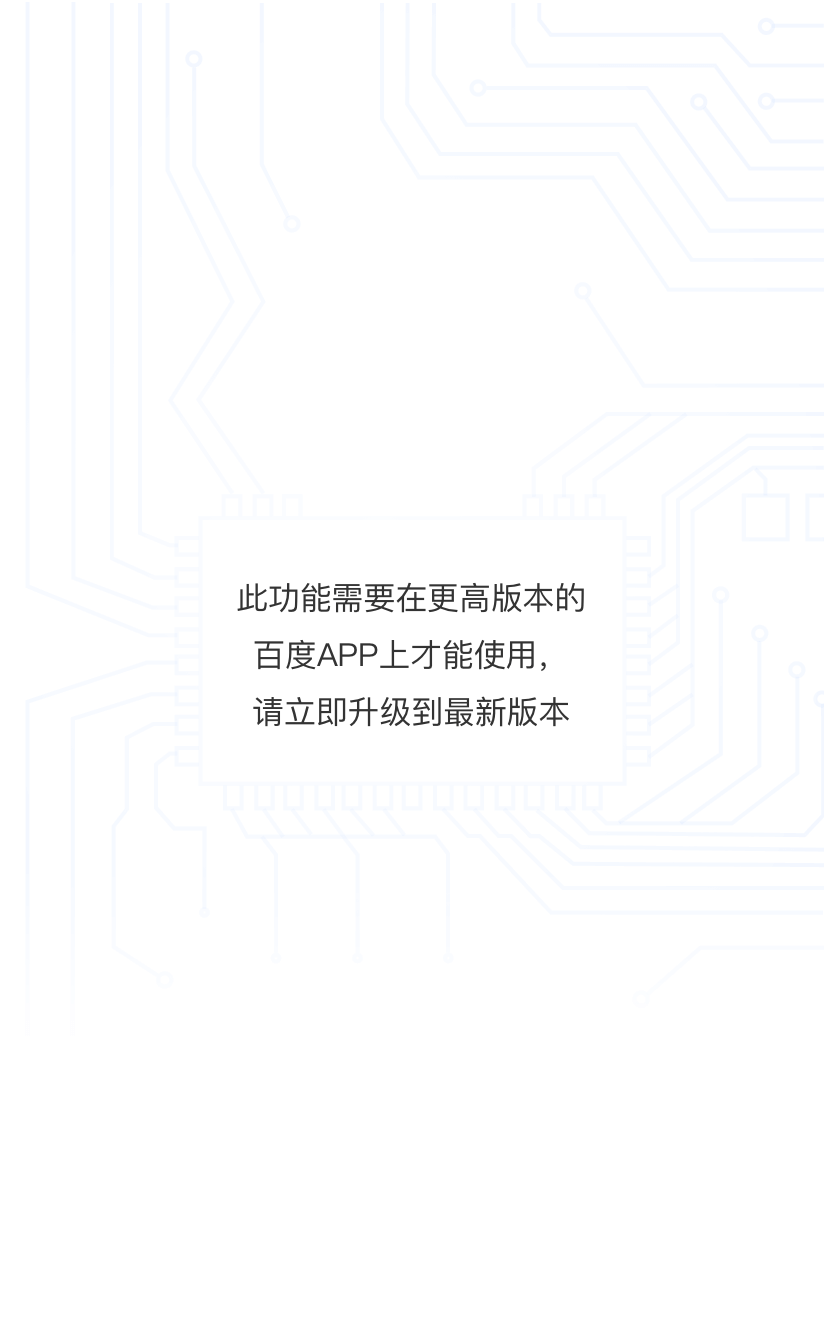 此功能需要在更高版本的
百度APP上才能使用，
请立即升级到最新版本